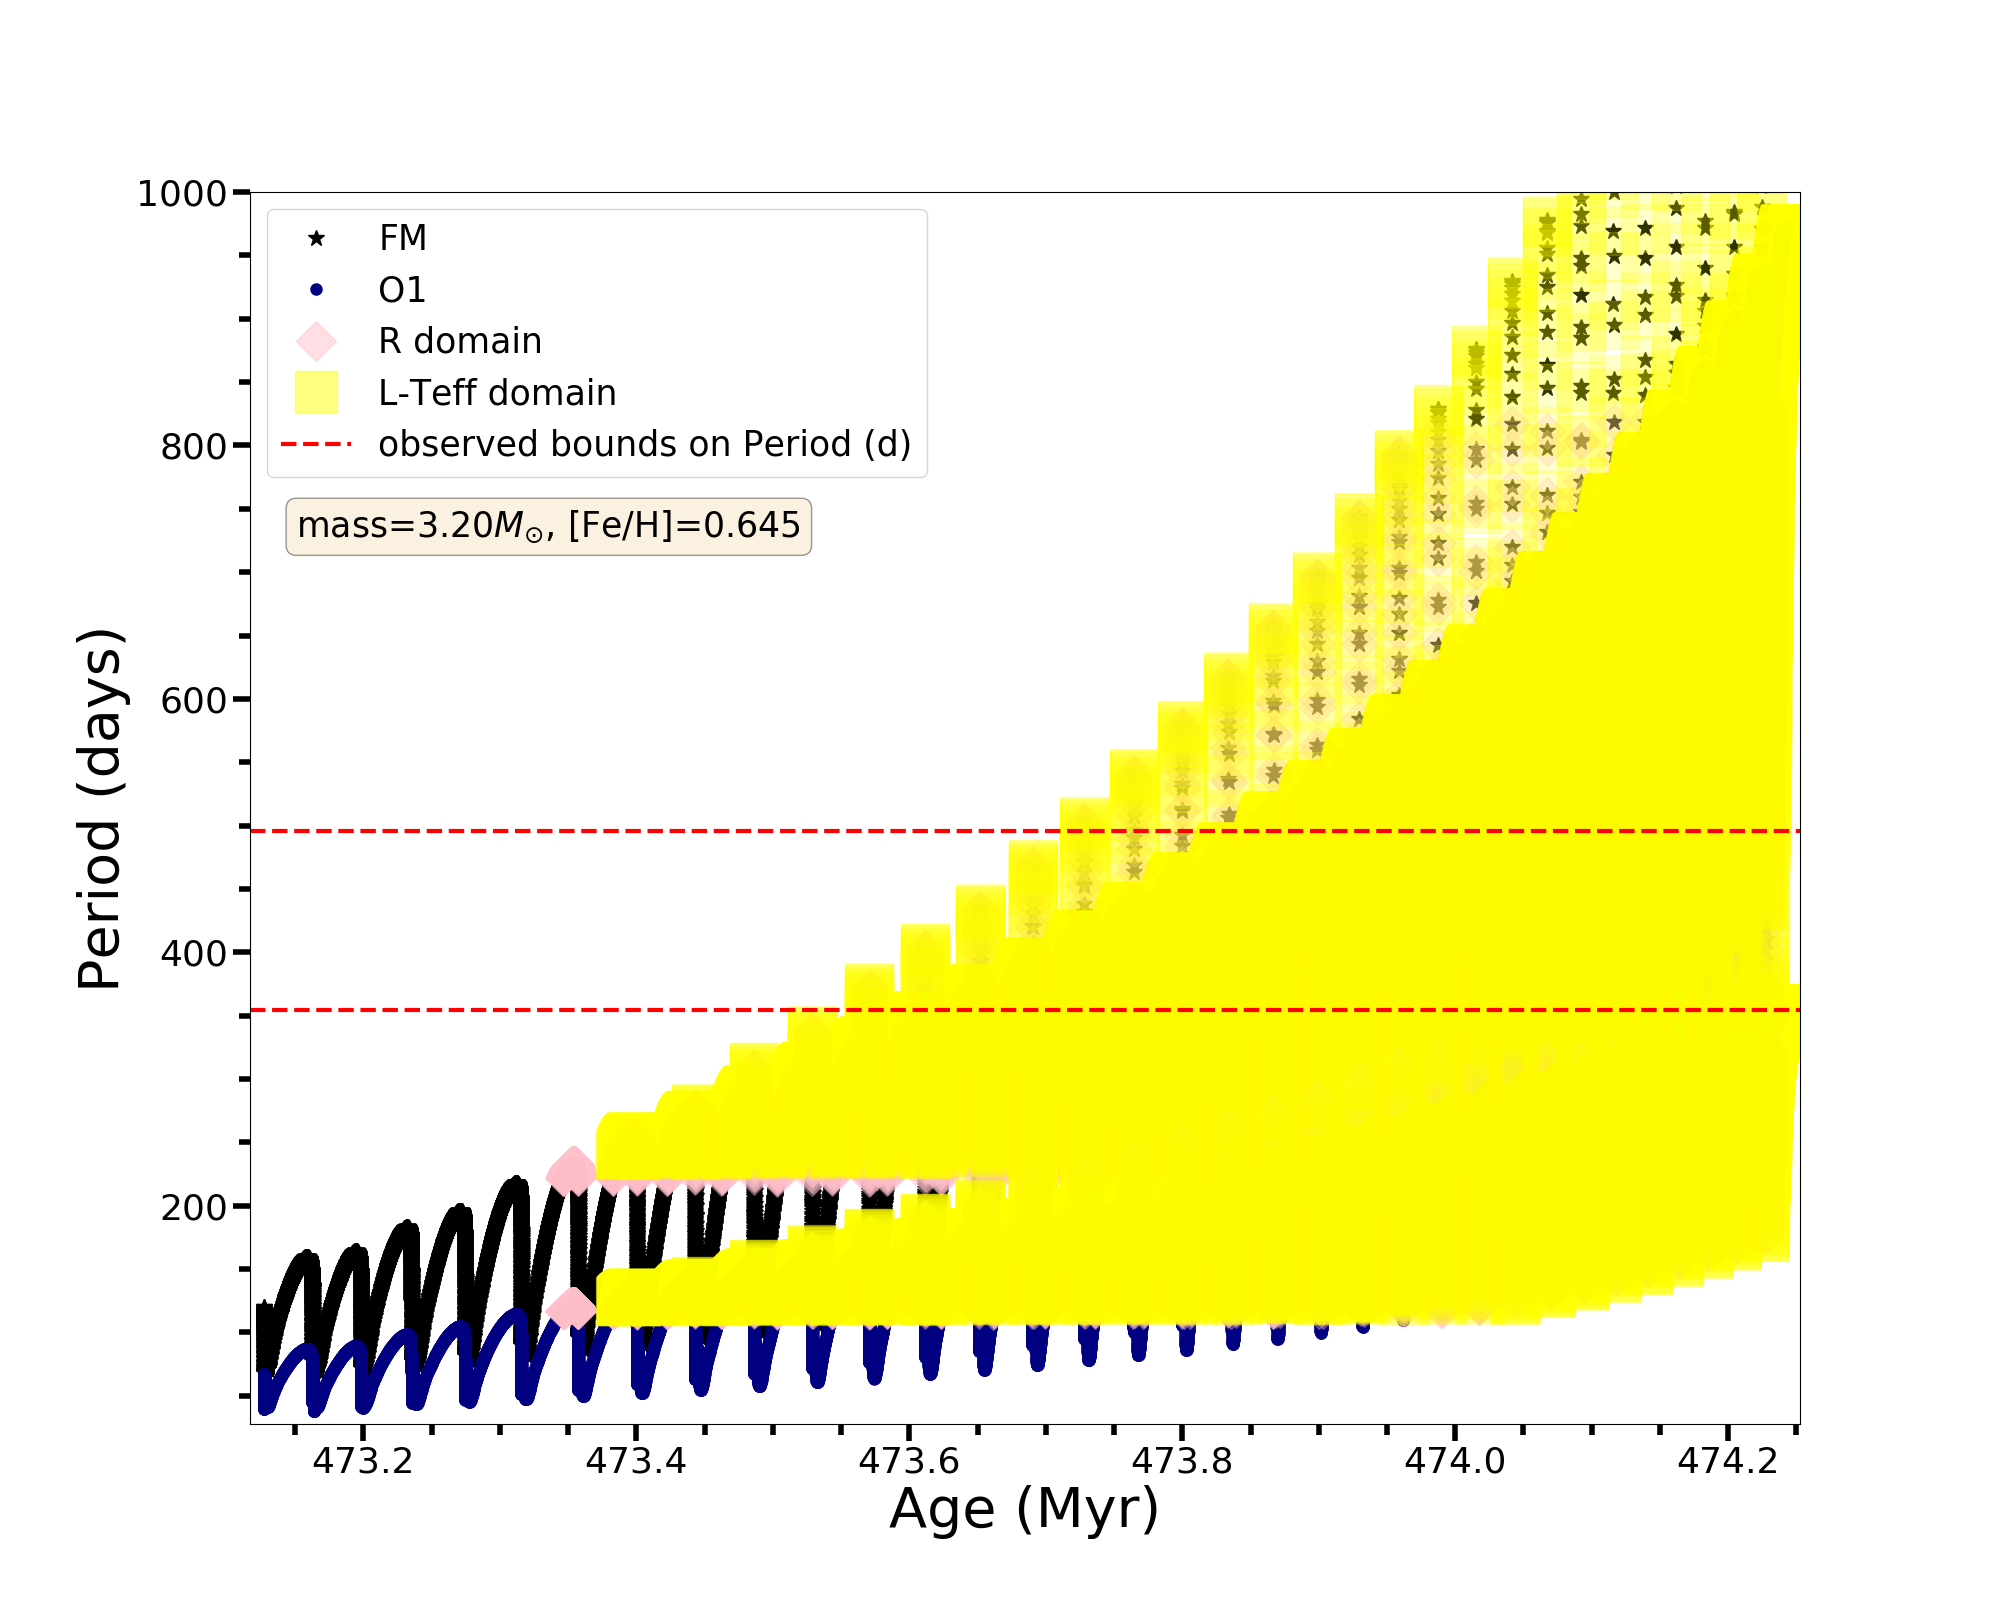 1000
800
600
400
200
Period (days)
FM
O1
R domain
L-Teff domain
observed bounds on Period (d)
mass=3.20M⊙, [Fe/H]=0.645
473.2 473.4 473.6 473.8 474.0 474.2
Age (Myr)